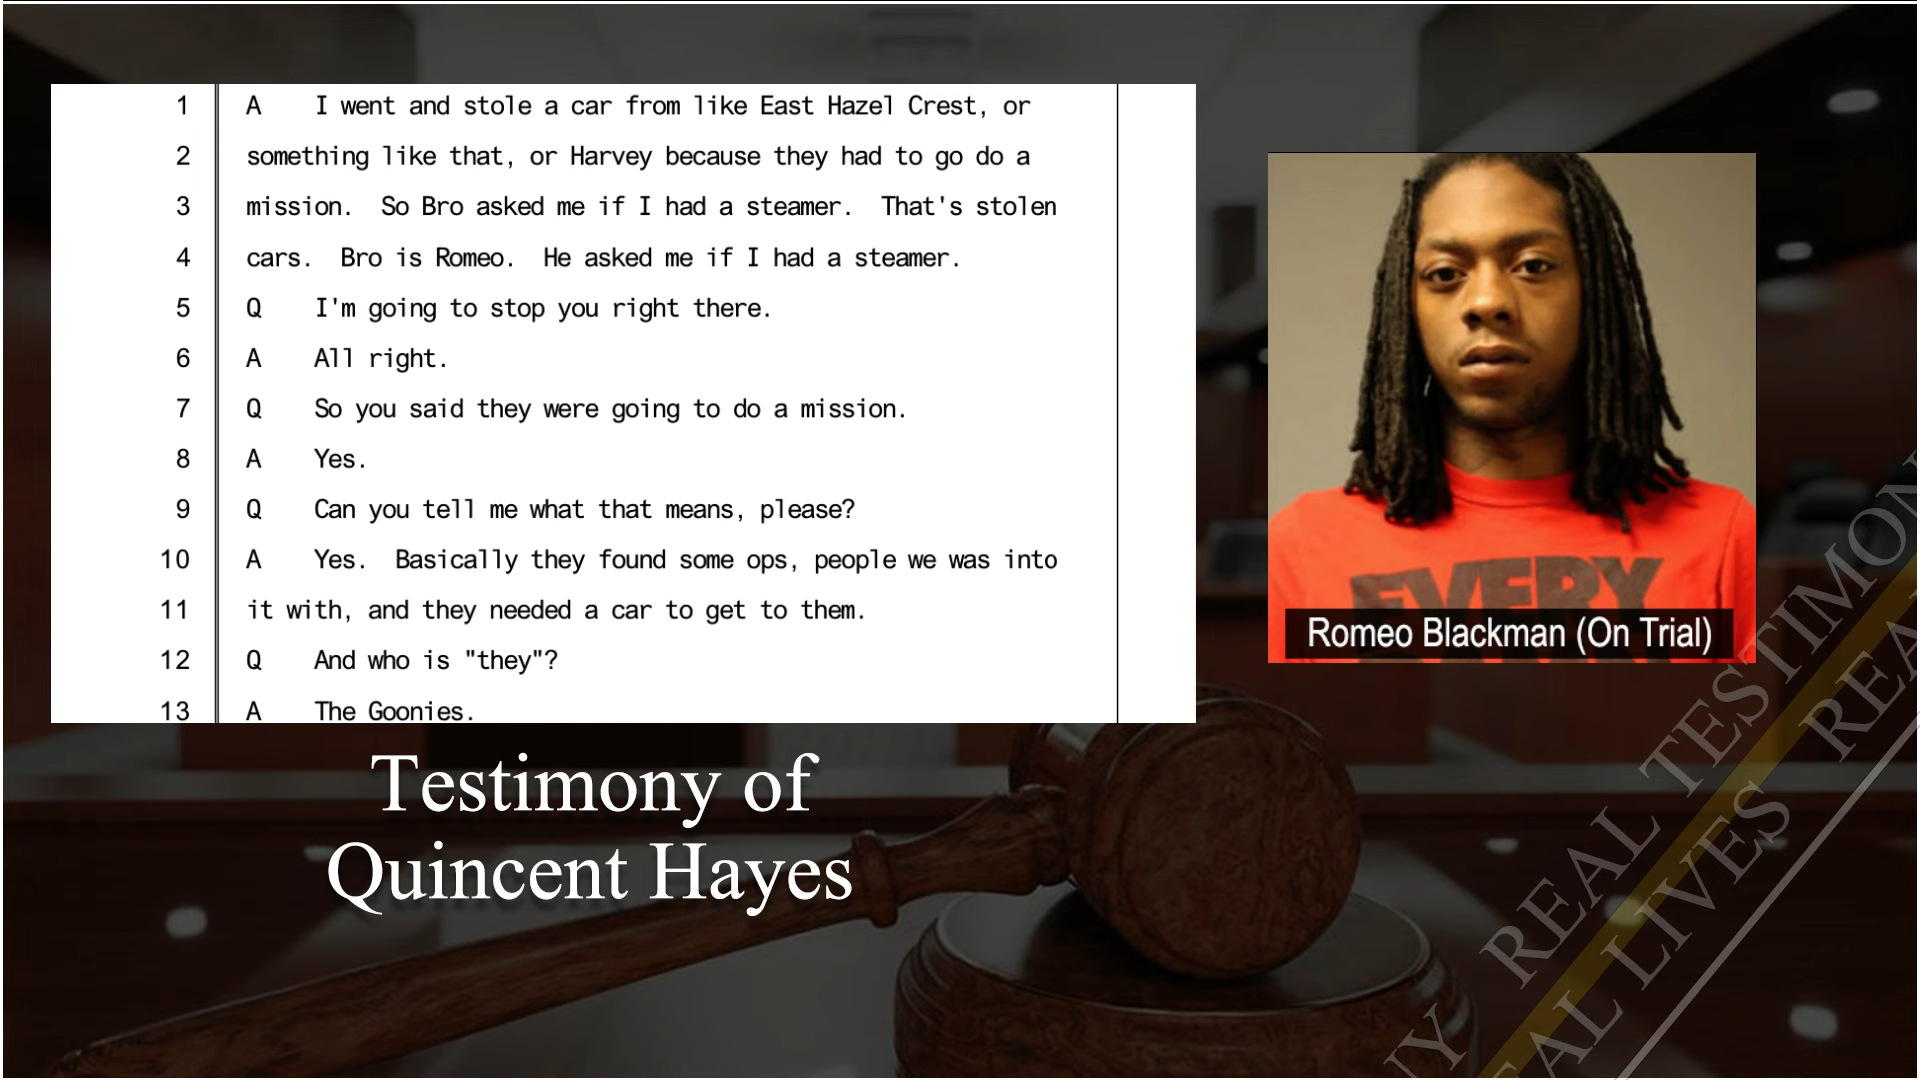 1 A I went and stole a car from like East Hazel Crest, or
2 something like that, or Harvey because they had to go do a
3 mission. So Bro asked me if I had a steamer. That's stolen
4 cars. Bro is Romeo. He asked me if I had a steamer.
5 Q I'm going to stop you right there.
6 A All right.
7 Q So you said they were going to do a mission.
8 A Yes.
9 Q Can you tell me what that means, please?
10 A Yes. Basically they found some ops, people we was into
11 it with, and they needed a car to get to them.
12 Q And who is "they"?
13 A The Goonies.
EVERY
Romeo Blackman (On Trial)
Testimony of
Quincent Hayes
NY REAL TESTIMON
EAL LIVES REA